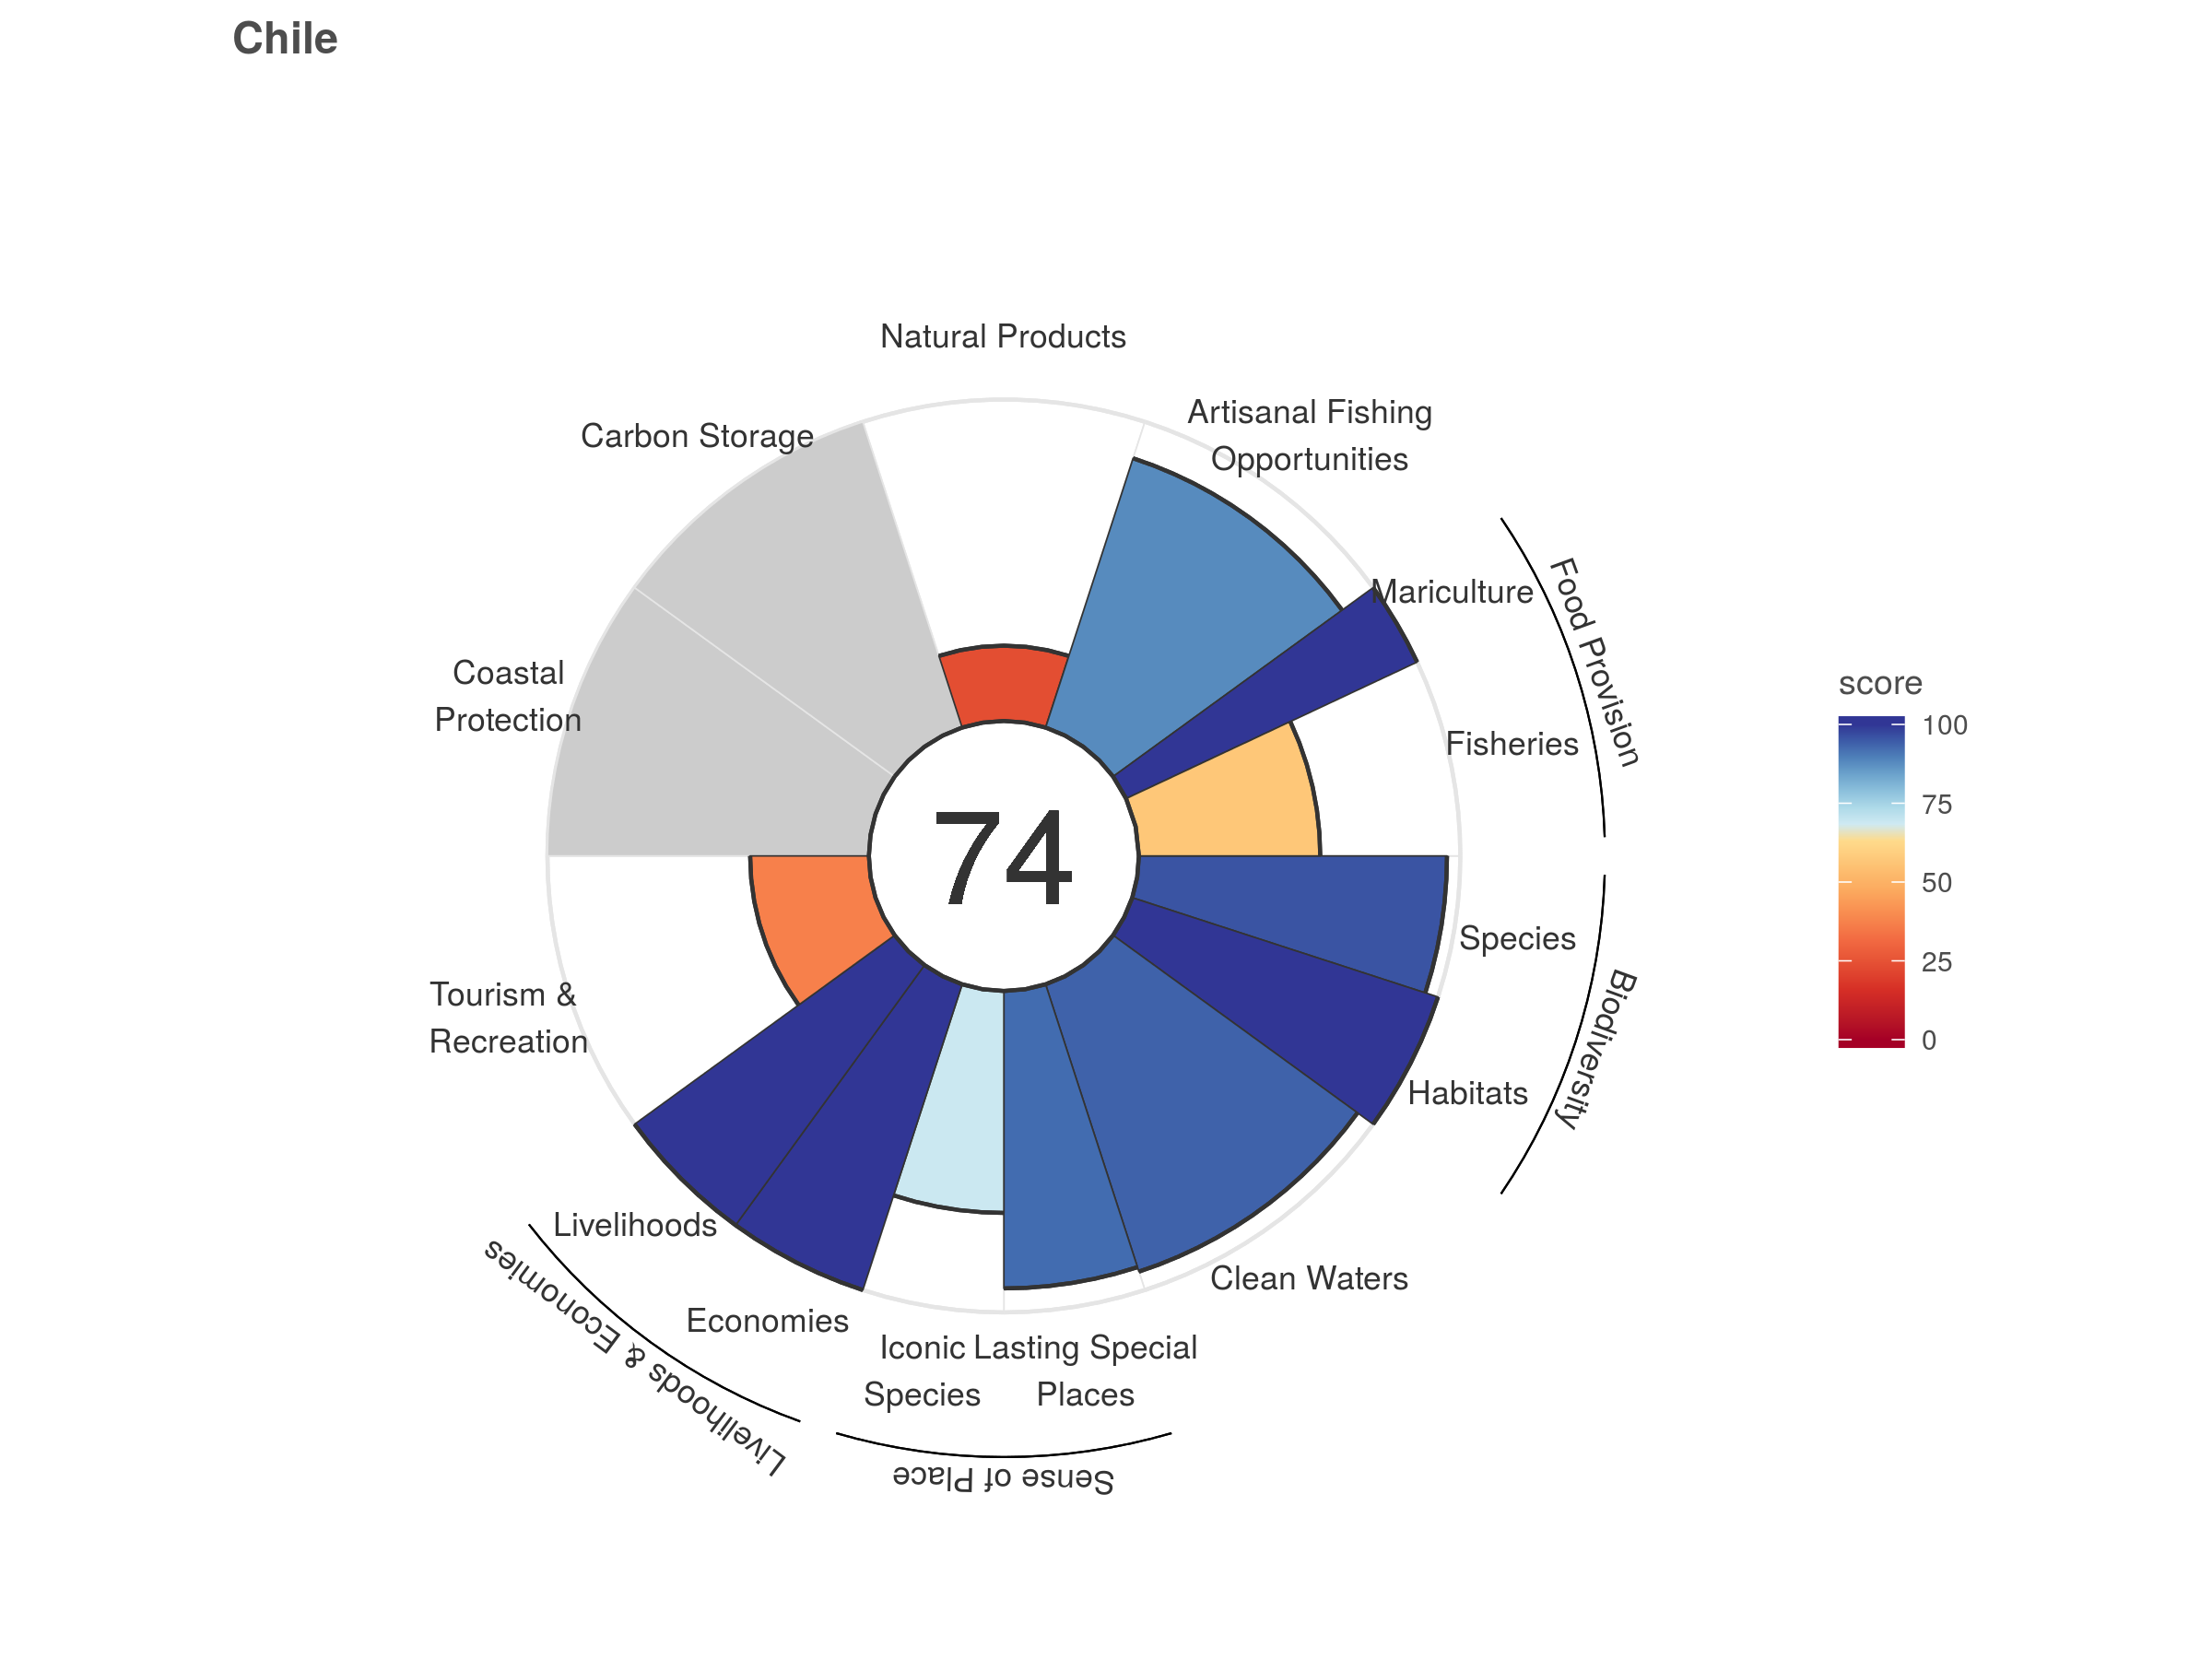 Chile
Natural Products
Artisanal Fishing
Opportunities
Carbon Storage
Mariculture
Food Provision
Fisheries
Coastal
Protection
74
Species
Biodiversity
Tourism &
Recreation
Habitats
Livelihoods
Clean Waters
Economies
Iconic
Species
Lasting Special
Places
Livelihoods & Economies
Sense of Place
score
100
75
50
25
0